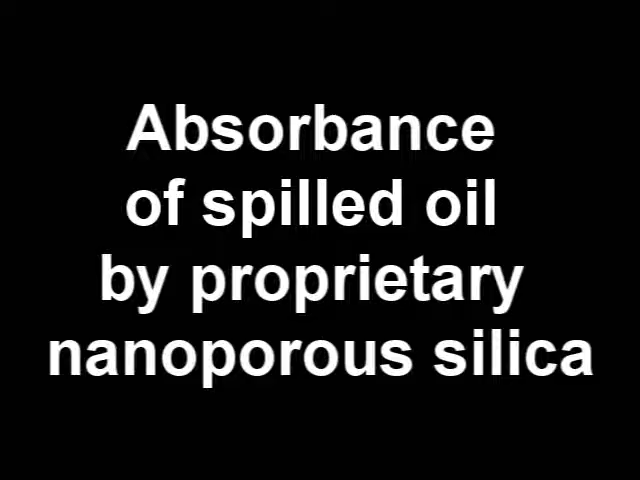 Absorbance
of spilled oil
by proprietary
nanoporous silica